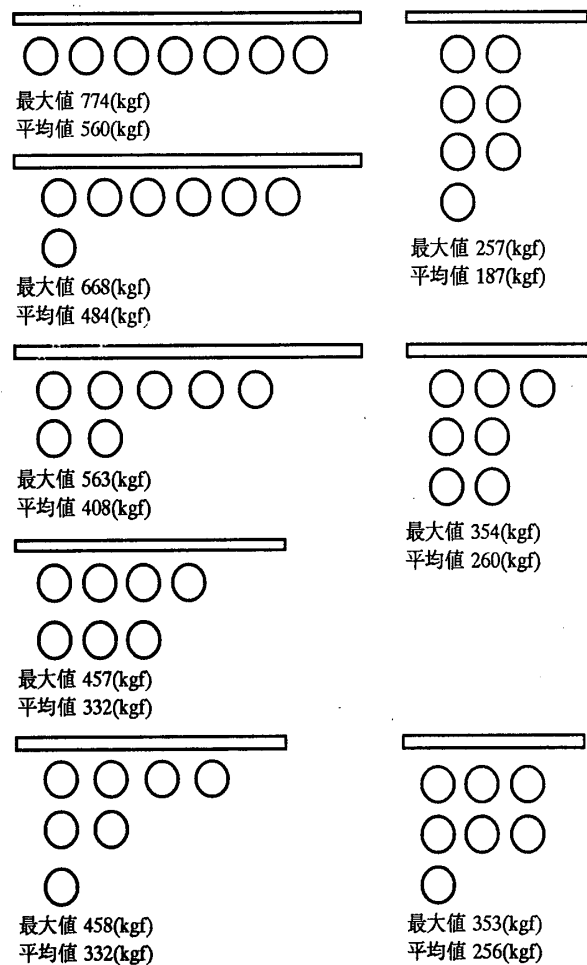 最大値 774(kgf)
平均値 560(kgf)
最大値 668(kgf)
平均値 484(kgf)
最大値 563(kgf)
平均値 408(kgf)
最大値 457(kgf)
平均値 332(kgf)
最大値 458(kgf)
平均値 332(kgf)
最大値 257(kgf)
平均値 187(kgf)
最大値 354(kgf)
平均値 260(kgf)
最大値 353(kgf)
平均値 256(kgf)